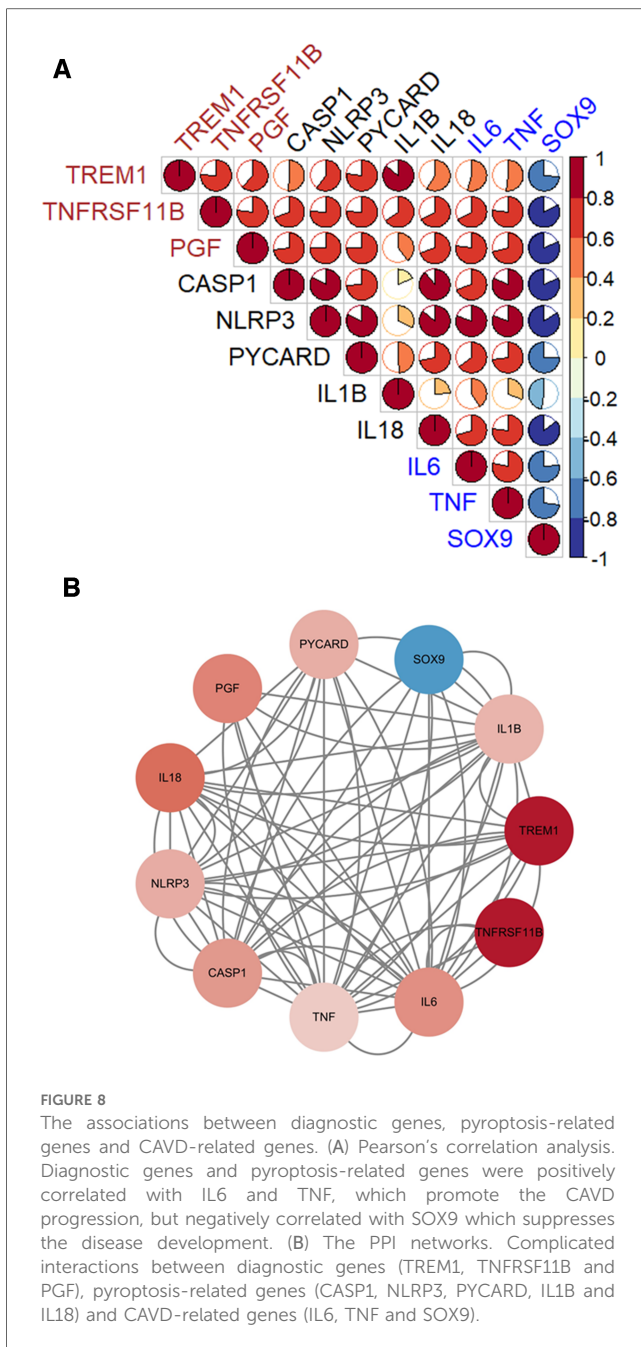 A
TREM1
TNFRSF11B
PGF
CASP1
NLRP3
PYCARD
IL1B
IL18
IL6
TNF
SOX9
TREM1
TNFRSF11B
PGF
CASP1
NLRP3
PYCARD
IL1B
IL18
IL6
TNF
SOX9
1
0.8
0.6
0.4
0.2
0
-0.2
-0.4
-0.6
-0.8
-1
B
PYCARD
SOX9
PGF
IL1B
IL18
TREM1
NLRP3
TNFRSF11B
CASP1
IL6
TNF
FIGURE 8
The associations between diagnostic genes, pyroptosis-related
genes and CAVD-related genes. (A) Pearson's correlation analysis.
Diagnostic genes and pyroptosis-related genes were positively
correlated with IL6 and TNF, which promote the CAVD
progression, but negatively correlated with SOX9 which suppresses
the disease development. (B) The PPI networks. Complicated
interactions between diagnostic genes (TREM1, TNFRSF11B and
PGF), pyroptosis-related genes (CASP1, NLRP3, PYCARD, IL1B and
IL18) and CAVD-related genes (IL6, TNF and SOX9).